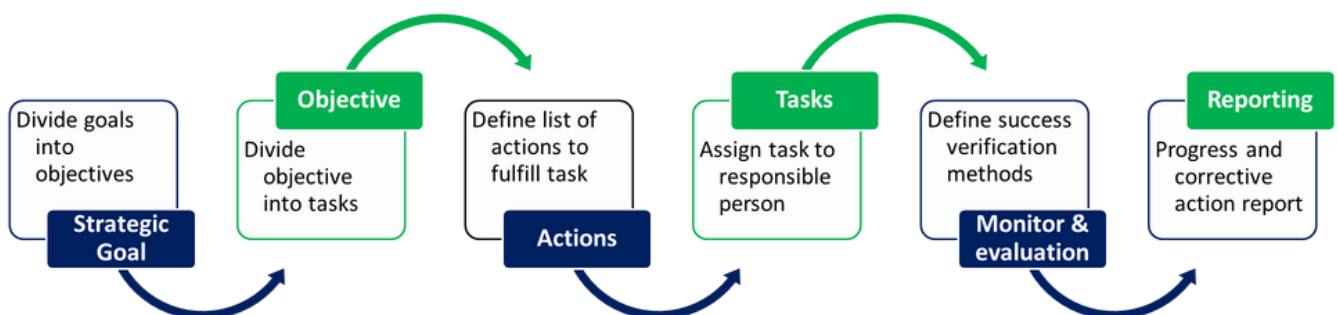 Divide goals
into
objectives
Strategic
Goal
Objective
Divide
objective
into tasks
Define list of
actions to
fulfill task
Actions
Tasks
Assign task to
responsible
person
Define success
verification
methods
Monitor &
evaluation
Reporting
Progress and
corrective
action report